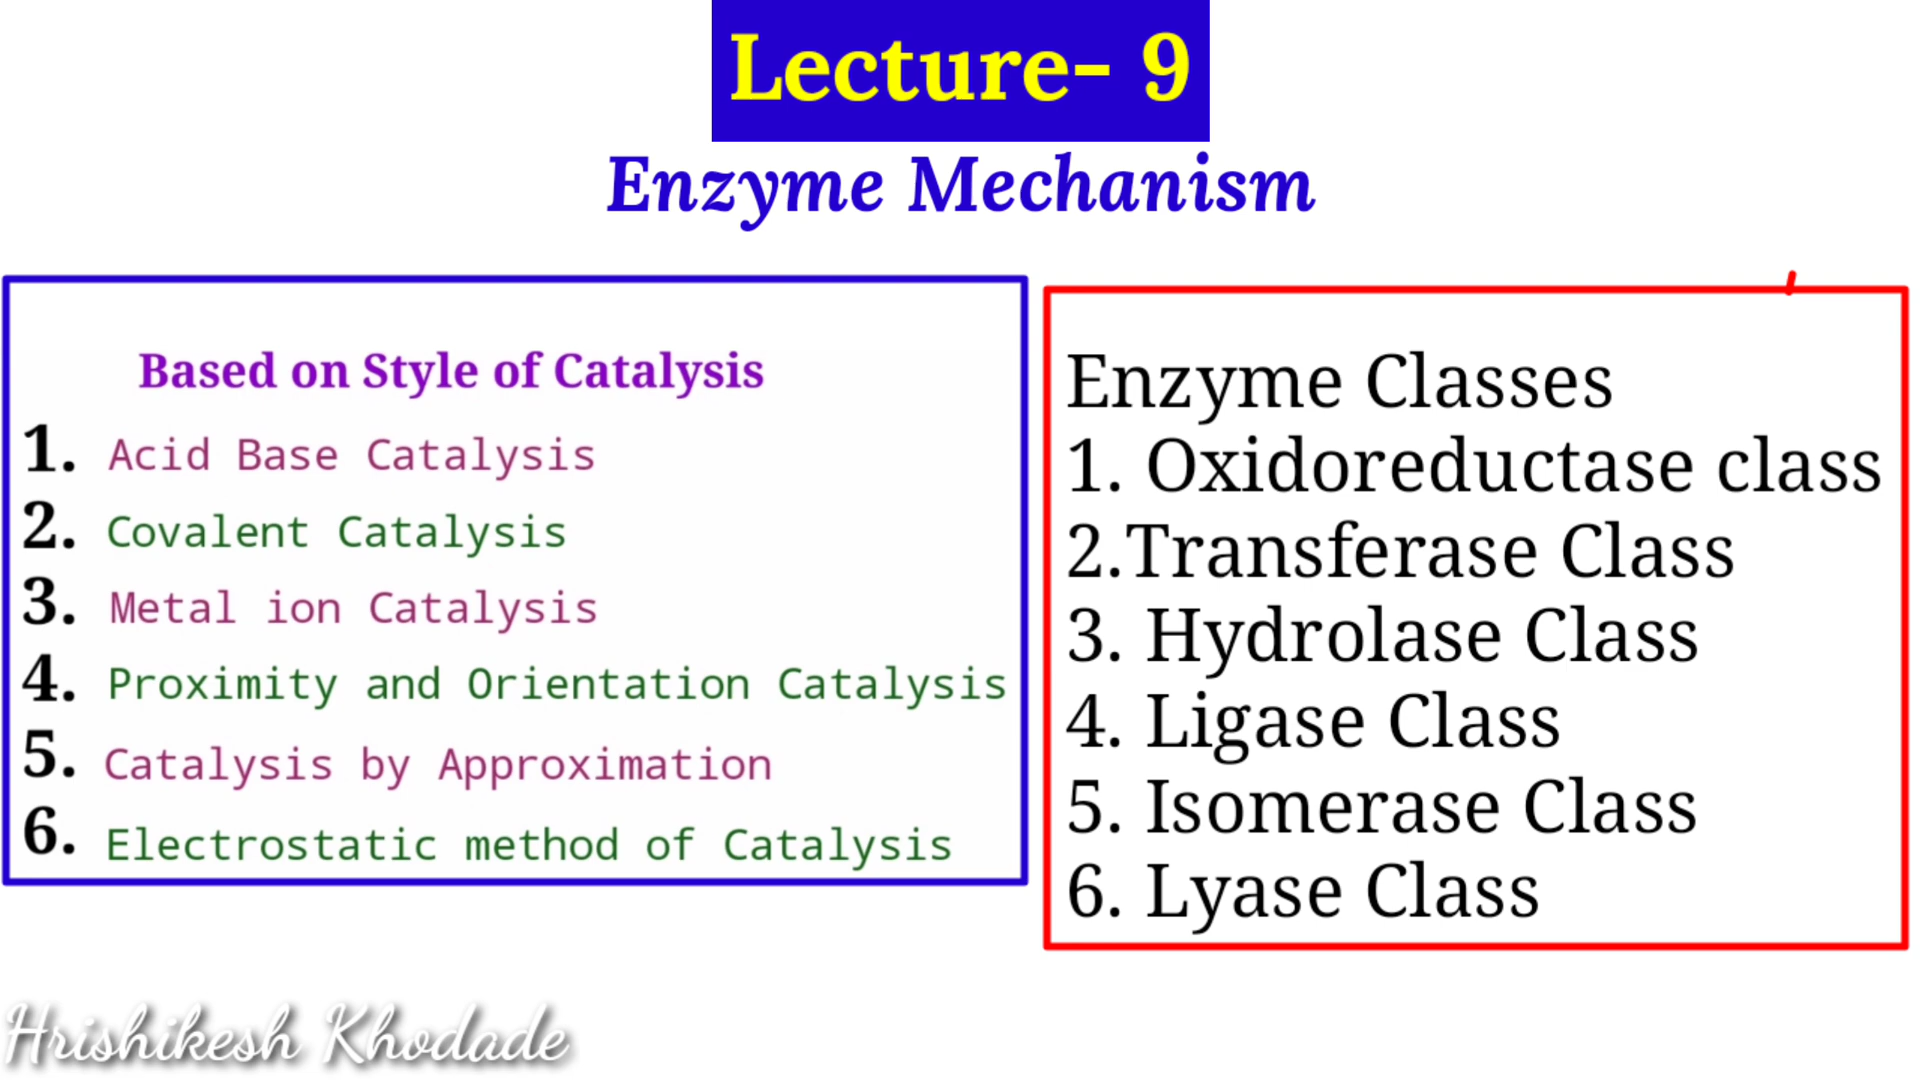 Lecture- 9
Enzyme Mechanism
Based on Style of Catalysis
1. Acid Base Catalysis
2. Covalent Catalysis
3. Metal ion Catalysis
4. Proximity and Orientation Catalysis
5. Catalysis by Approximation
6. Electrostatic method of Catalysis
Enzyme Classes
1. Oxidoreductase class
2.Transferase Class
3. Hydrolase Class
4. Ligase Class
5. Isomerase Class
6. Lyase Class
Hrishikesh Khodade